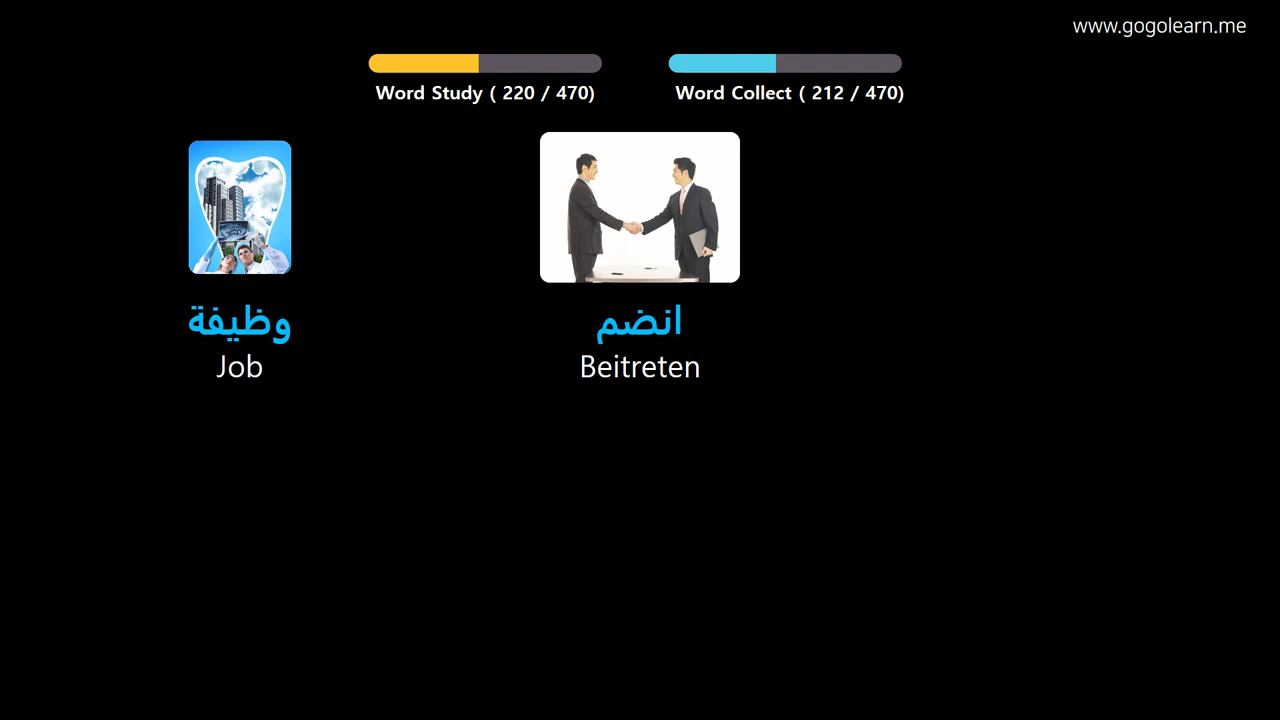 www.gogolearn.me
Word Study ( 220 / 470)
Word Collect ( 212 / 470)
وظيفة
Job
انضم
Beitreten